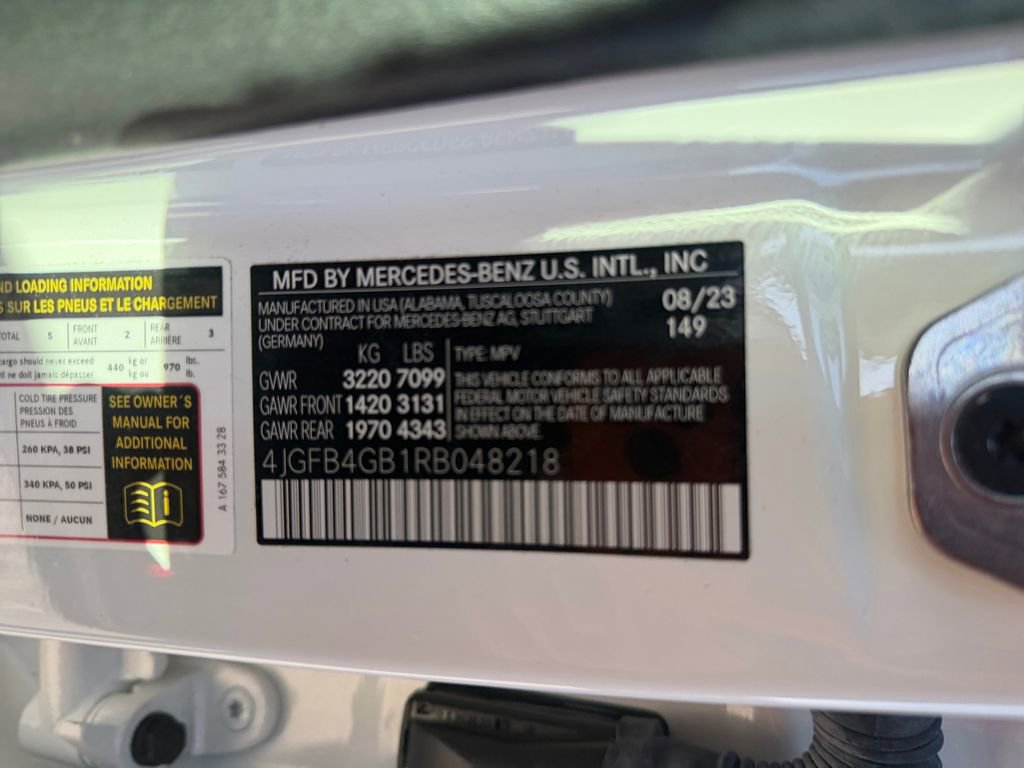 ND LOADING INFORMATION
S SUR LES PNEUS ET LE CHARGEMENT
TOTAL 5 FRONT AVANT 2 REAR ARRIÈRE 3
cargo should never exceed 440 kg or 970 lbs.
nt ne doit jamais dépasser kg ou lb.
COLD TIRE PRESSURE
PRESSION DES
PNEUS À FROID
260 KPA, 38 PSI
340 KPA, 50 PSI
NONE / AUCUN
SEE OWNER´S
MANUAL FOR
ADDITIONAL
INFORMATION
A 167 584 33 28
MFD BY MERCEDES-BENZ U.S. INTL., INC
MANUFACTURED IN USA (ALABAMA, TUSCALOOSA COUNTY) 08/23
UNDER CONTRACT FOR MERCEDES-BENZ AG, STUTTGART 149
(GERMANY)
KG LBS TYPE: MPV
GVWR 3220 7099
GAWR FRONT 1420 3131
GAWR REAR 1970 4343
THIS VEHICLE CONFORMS TO ALL APPLICABLE
FEDERAL MOTOR VEHICLE SAFETY STANDARDS
IN EFFECT ON THE DATE OF MANUFACTURE
SHOWN ABOVE.
4JGFB4GB1RB048218